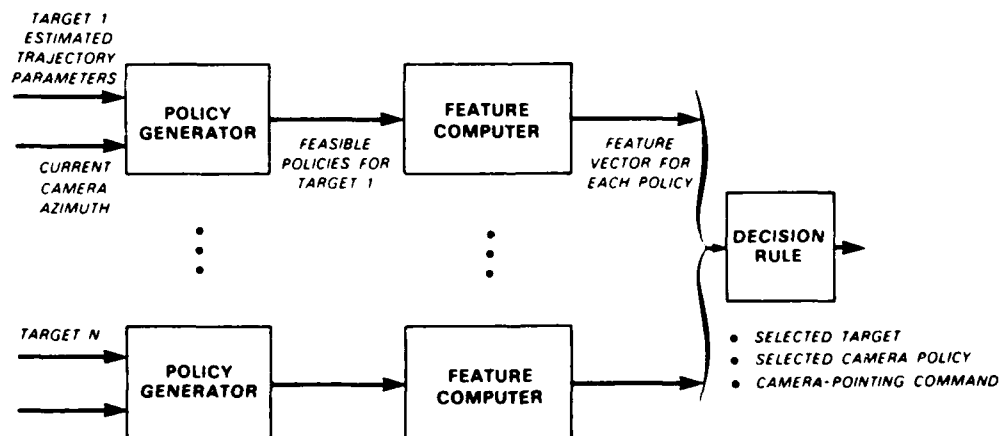 TARGET 1
ESTIMATED
TRAJECTORY
PARAMETERS
POLICY
GENERATOR
FEATURE
COMPUTER
CURRENT
CAMERA
AZIMUTH
FEASIBLE
POLICIES FOR
TARGET 1
FEATURE
VECTOR FOR
EACH POLICY
DECISION
RULE
TARGET N
POLICY
GENERATOR
FEATURE
COMPUTER
• SELECTED TARGET
• SELECTED CAMERA POLICY
• CAMERA-POINTING COMMAND